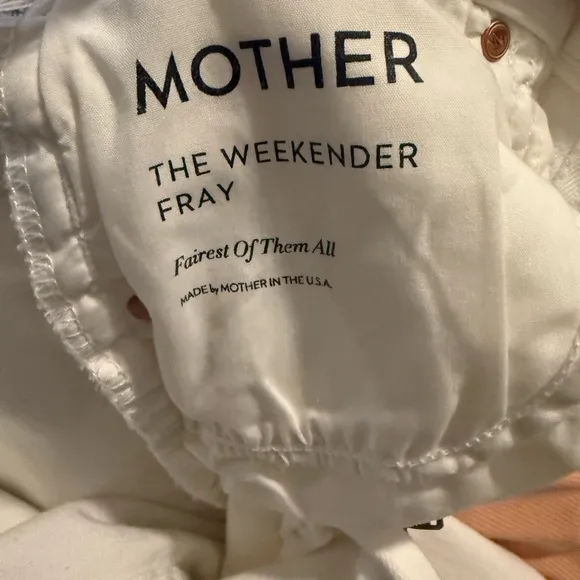 MOTHER
THE WEEKENDER
FRAY
Fairest Of Them All
MADE by MOTHER IN THE U.S.A.